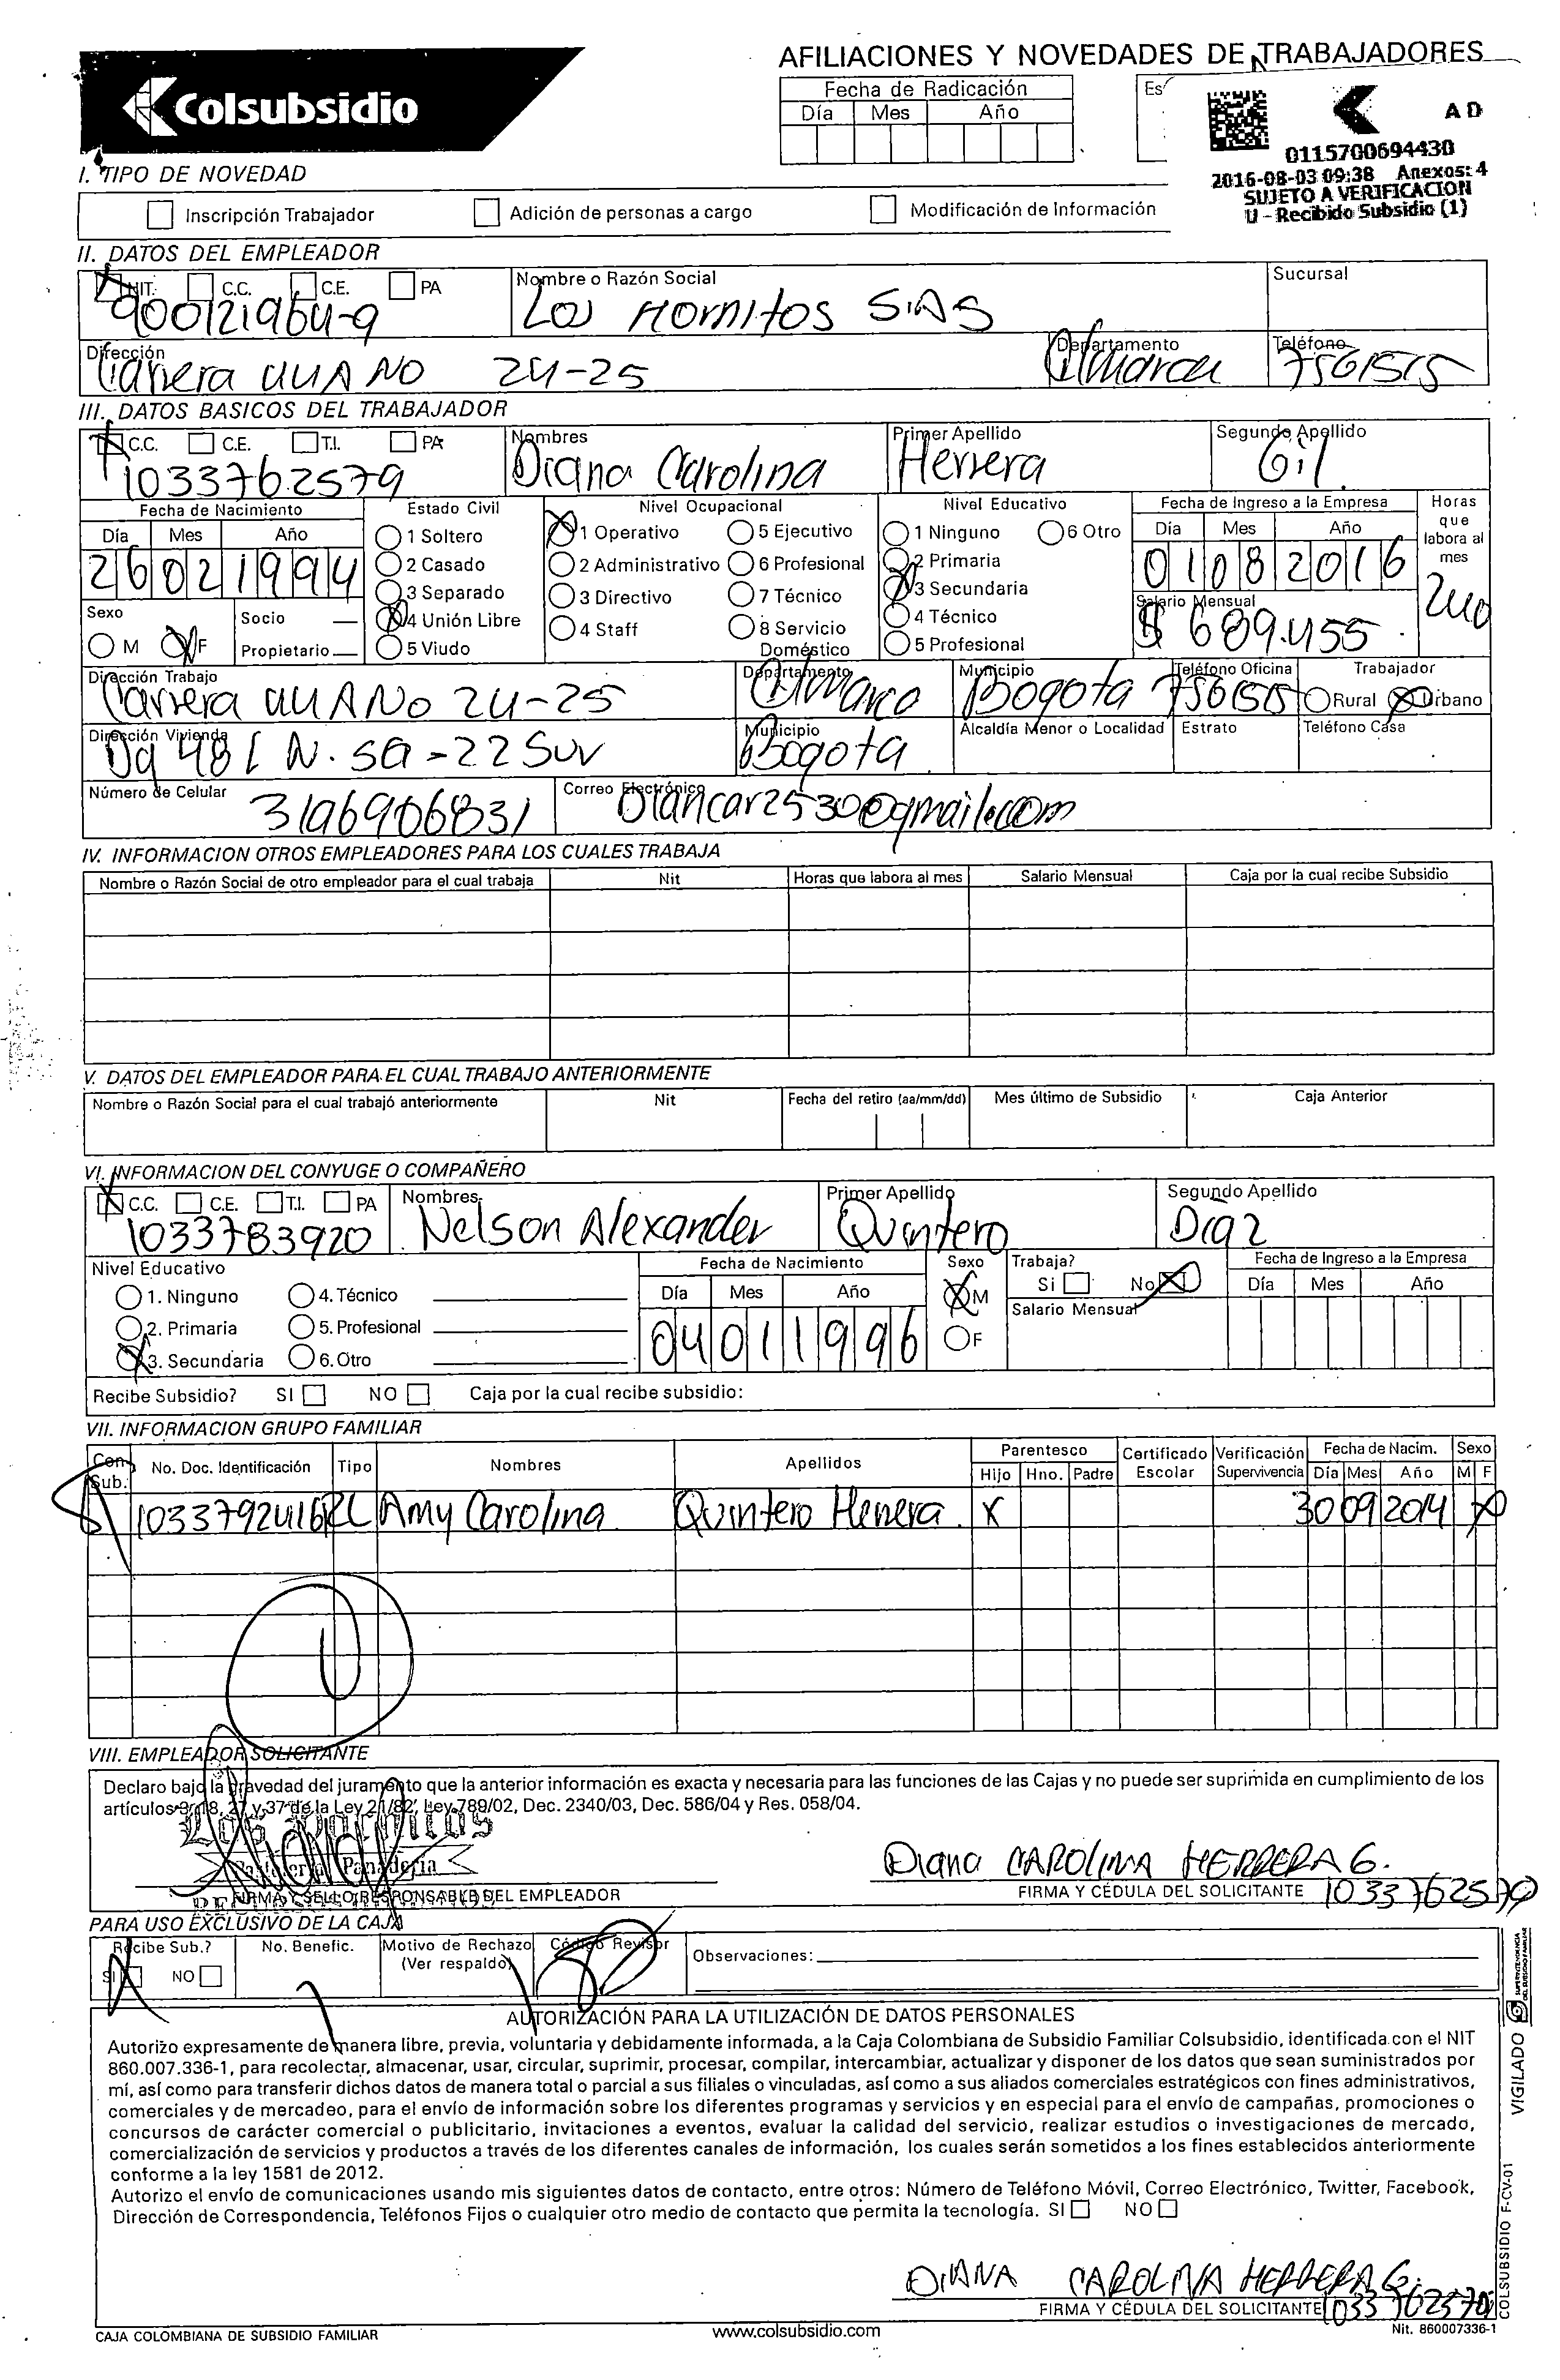 AFILIACIONES Y NOVEDADES DE TRABAJADORES
Colsubsidio
Fecha de Radicación
Día Mes Año
AD
0115700694430
2016-08-03 09:38 Anexos: 4
SUJETO A VERIFICACION
U - Recibido Subsidio (1)
I. TIPO DE NOVEDAD
Inscripción Trabajador Adición de personas a cargo Modificación de Información
II. DATOS DEL EMPLEADOR
NIT. C.C. C.E. PA Nombre o Razón Social Sucursal
900121964-9 Los Hornitos S.A.S
Dirección Departamento Teléfono
Carrera 44A NO 24-25 C/marca 7561515
III. DATOS BASICOS DEL TRABAJADOR
C.C. C.E. T.I. PA Nombres Primer Apellido Segundo Apellido
1033762579 Diana Carolina Herrera Gil
Fecha de Nacimiento Estado Civil Nivel Ocupacional Nivel Educativo Fecha de Ingreso a la Empresa Horas que labora al mes
Día Mes Año 1 Soltero 1 Operativo 5 Ejecutivo 1 Ninguno 6 Otro Día Mes Año
26 02 1994 2 Casado 2 Administrativo 6 Profesional 2 Primaria 01 08 2016
3 Separado 3 Directivo 7 Técnico 3 Secundaria Salario Mensual 240
Sexo Socio 4 Unión Libre 4 Staff 8 Servicio Doméstico 4 Técnico $ 689.455
M F Propietario 5 Viudo 5 Profesional
Dirección Trabajo Departamento Municipio Teléfono Oficina Trabajador
Carrera 44A No 24-25 C/marca Bogota 7561515 Rural Urbano
Dirección Vivienda Municipio Alcaldía Menor o Localidad Estrato Teléfono Casa
Dg 48 N. 5a-22 Sur Bogota
Número de Celular Correo Electrónico
3196906831 Diancar2530@gmail.com
IV. INFORMACION OTROS EMPLEADORES PARA LOS CUALES TRABAJA
Nombre o Razón Social de otro empleador para el cual trabaja Nit Horas que labora al mes Salario Mensual Caja por la cual recibe Subsidio
V. DATOS DEL EMPLEADOR PARA EL CUAL TRABAJO ANTERIORMENTE
Nombre o Razón Social para el cual trabajó anteriormente Nit Fecha del retiro (aa/mm/dd) Mes último de Subsidio Caja Anterior
VI. INFORMACION DEL CONYUGE O COMPAÑERO
C.C. C.E. T.I. PA Nombres Primer Apellido Segundo Apellido
1033783920 Nelson Alexander Quintero Diaz
Nivel Educativo Fecha de Nacimiento Sexo Trabaja? Fecha de Ingreso a la Empresa
1. Ninguno 4. Técnico Día Mes Año M Si No Día Mes Año
2. Primaria 5. Profesional 04 01 1996 F Salario Mensual
3. Secundaria 6. Otro
Recibe Subsidio? SI NO Caja por la cual recibe subsidio:
VII. INFORMACION GRUPO FAMILIAR
Con Sub. No. Doc. Identificación Tipo Nombres Apellidos Parentesco Certificado Escolar Verificación Supervivencia Fecha de Nacim. Sexo
Hijo Hno. Padre Día Mes Año M F
1033792416 RC Amy Carolina Quintero Herrera X 30 09 2014 X
VIII. EMPLEADOR SOLICITANTE
Declaro bajo la gravedad del juramento que la anterior información es exacta y necesaria para las funciones de las Cajas y no puede ser suprimida en cumplimiento de los
artículos 9, 18, 27 y 37 de la Ley 21/82, Ley 789/02, Dec. 2340/03, Dec. 586/04 y Res. 058/04.
Los Hornitos
Pastelería Panadería
Diana CAROLINA HERRERA G.
FIRMA Y SELLO RESPONSABLE DEL EMPLEADOR FIRMA Y CÉDULA DEL SOLICITANTE 1033762579
PARA USO EXCLUSIVO DE LA CAJA
Recibe Sub.? No. Benefic. Motivo de Rechazo Código Revisor Observaciones:
SI NO (Ver respaldo)
AUTORIZACIÓN PARA LA UTILIZACIÓN DE DATOS PERSONALES
Autorizo expresamente de manera libre, previa, voluntaria y debidamente informada, a la Caja Colombiana de Subsidio Familiar Colsubsidio, identificada con el NIT
860.007.336-1, para recolectar, almacenar, usar, circular, suprimir, procesar, compilar, intercambiar, actualizar y disponer de los datos que sean suministrados por
mí, así como para transferir dichos datos de manera total o parcial a sus filiales o vinculadas, así como a sus aliados comerciales estratégicos con fines administrativos,
comerciales y de mercadeo, para el envío de información sobre los diferentes programas y servicios y en especial para el envío de campañas, promociones o
concursos de carácter comercial o publicitario, invitaciones a eventos, evaluar la calidad del servicio, realizar estudios o investigaciones de mercado,
comercialización de servicios y productos a través de los diferentes canales de información, los cuales serán sometidos a los fines establecidos anteriormente
conforme a la ley 1581 de 2012.
Autorizo el envío de comunicaciones usando mis siguientes datos de contacto, entre otros: Número de Teléfono Móvil, Correo Electrónico, Twitter, Facebook,
Dirección de Correspondencia, Teléfonos Fijos o cualquier otro medio de contacto que permita la tecnología. SI NO
DIANA CAROLINA HERRERA G.
FIRMA Y CÉDULA DEL SOLICITANTE 1033762579
CAJA COLOMBIANA DE SUBSIDIO FAMILIAR www.colsubsidio.com Nit. 860007336-1
VIGILADO SUPERINTENDENCIA DEL SUBSIDIO FAMILIAR
COLSUBSIDIO F-CV-01